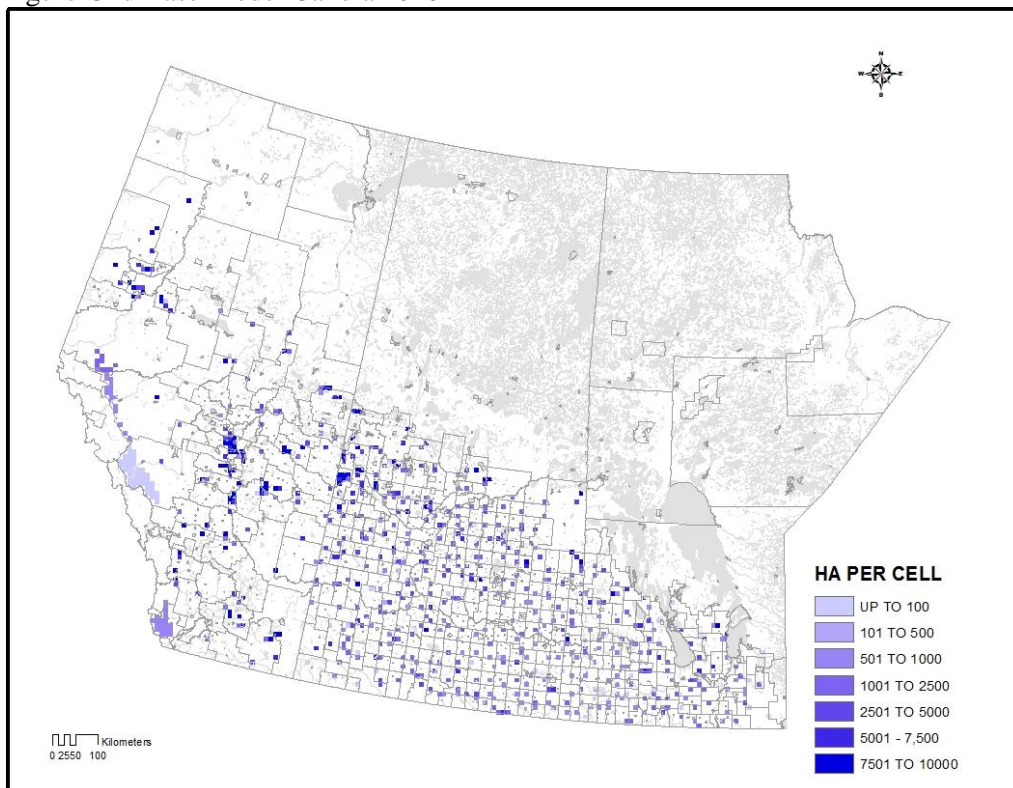 N
W E
S
HA PER CELL
UP TO 100
101 TO 500
501 TO 1000
1001 TO 2500
2501 TO 5000
5001 - 7,500
7501 TO 10000
Kilometers
0 2550 100